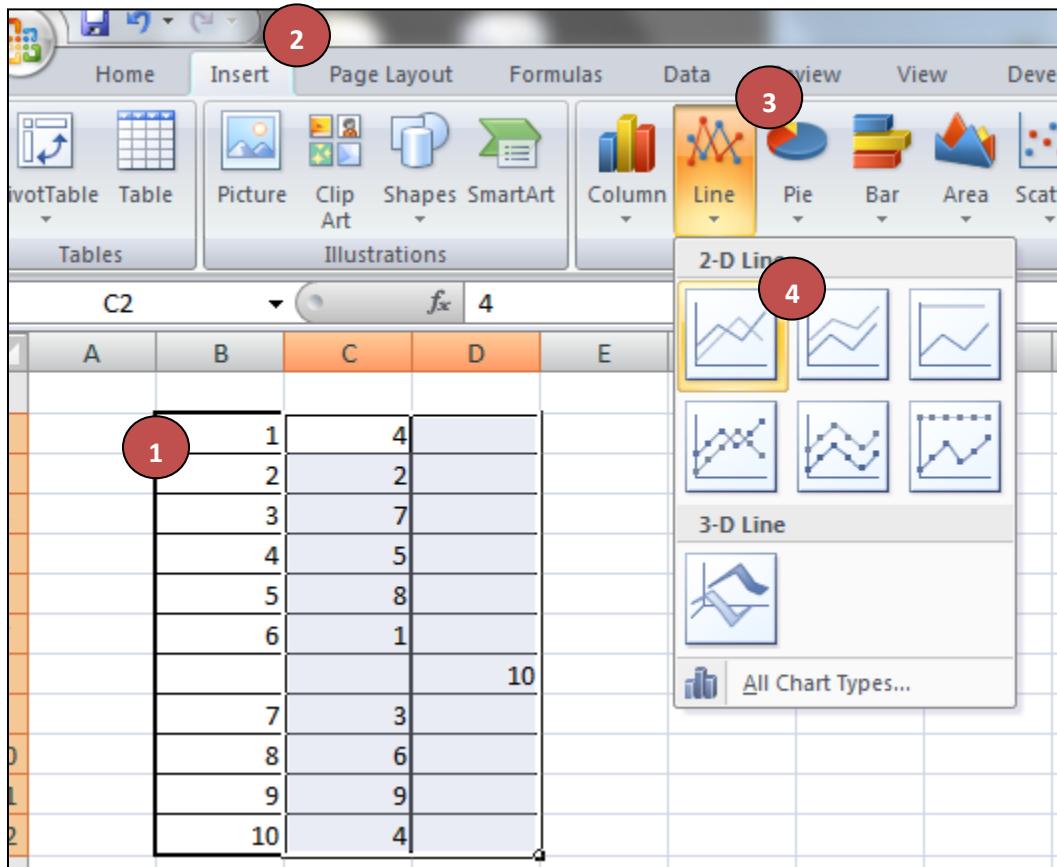 2
Home Insert Page Layout Formulas Data View
3
Table Picture Clip Art Shapes SmartArt Column Line Pie Bar Area
Tables Illustrations
2-D Line
4
C2 fx 4
A B C D E
1
1 4
2 2
3 7
4 5
5 8
6 1
10
7 3
8 6
9 9
10 4
3-D Line
All Chart Types...